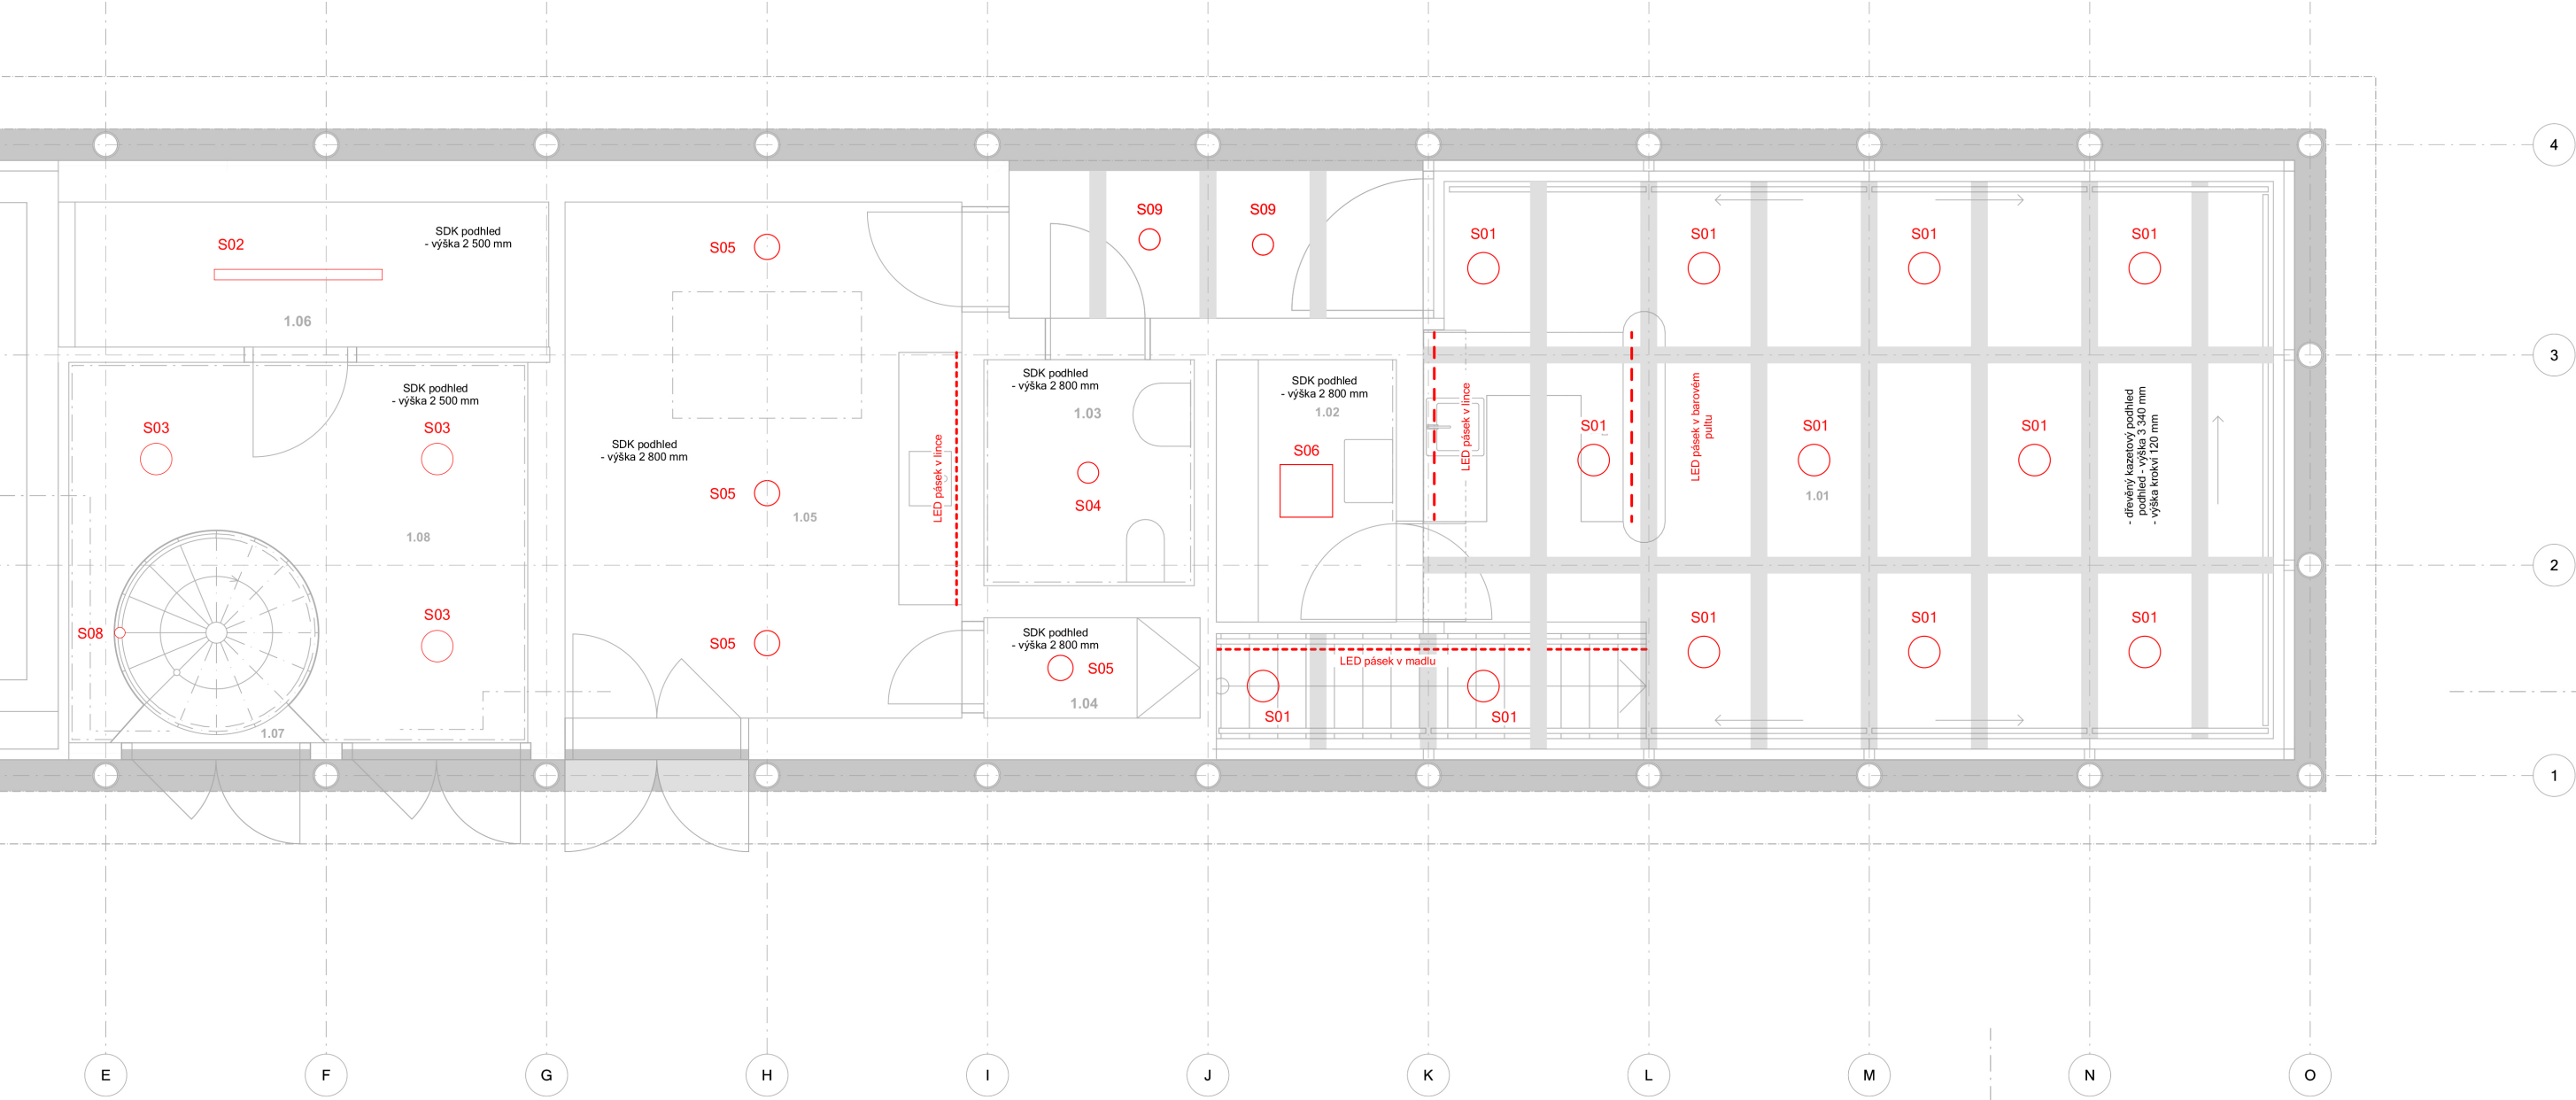 4
S09
S09
S01
S01
S01
S01
S02
SDK podhled
- výška 2 500 mm
S05
1.06
3
SDK podhled
- výška 2 500 mm
SDK podhled
- výška 2 800 mm
SDK podhled
- výška 2 800 mm
1.03
1.02
S03
S03
SDK podhled
- výška 2 800 mm
S06
LED pásek v lince
LED pásek v lince
S01
LED pásek v barovém
pultu
S01
S01
- dřevěný kazetový podhled
podhled - výška 3 340 mm
- výška krokví 120 mm
S05
1.05
S04
1.01
1.08
2
S03
S08
S05
SDK podhled
- výška 2 800 mm
S05
1.04
LED pásek v madlu
S01
S01
S01
S01
S01
1.07
1
E
F
G
H
I
J
K
L
M
N
O